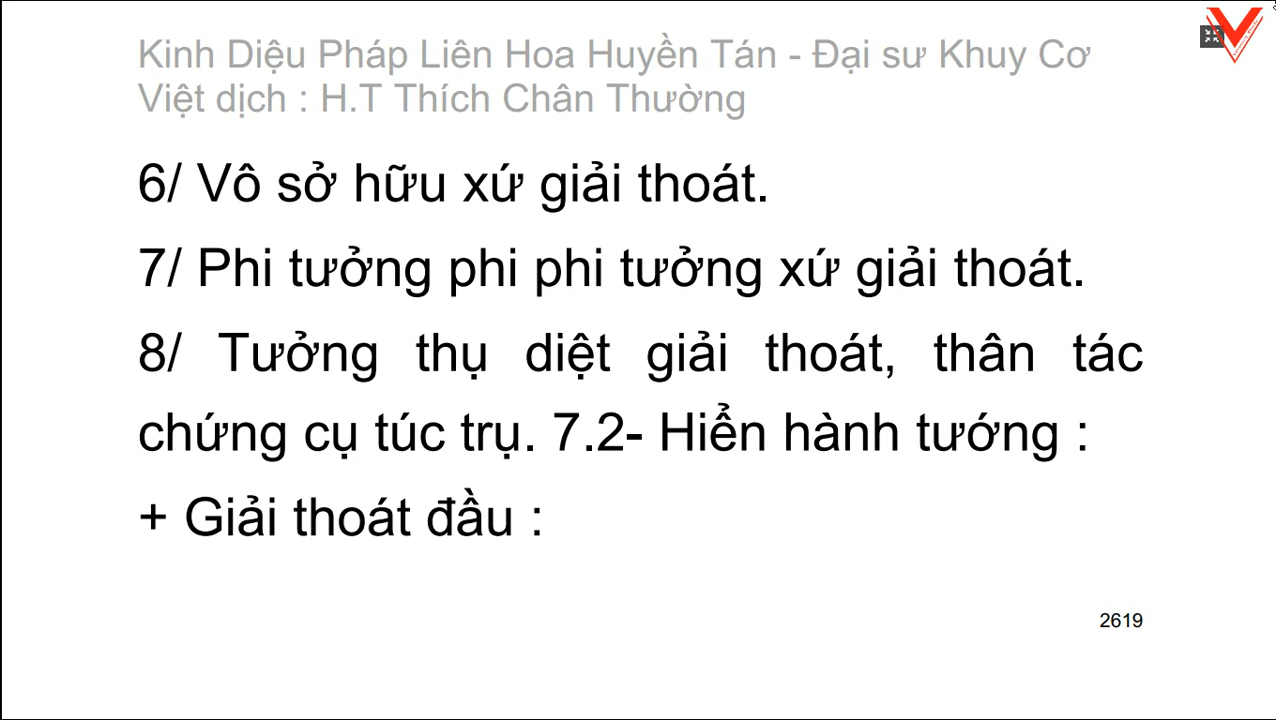 Kinh Diệu Pháp Liên Hoa Huyền Tán - Đại sư Khuy Cơ
Việt dịch : H.T Thích Chân Thường
6/ Vô sở hữu xứ giải thoát.
7/ Phi tưởng phi phi tưởng xứ giải thoát.
8/ Tưởng thụ diệt giải thoát, thân tác
chứng cụ túc trụ. 7.2- Hiển hành tướng :
+ Giải thoát đầu :
2619